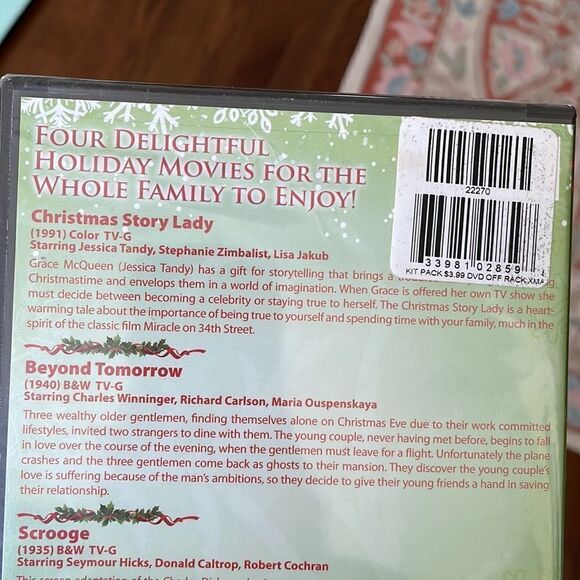 FOUR DELIGHTFUL
HOLIDAY MOVIES FOR THE
WHOLE FAMILY TO ENJOY!
22270
33981 02859
KIT PACK $3.99 DVD OFF RACK XMA
Christmas Story Lady
(1991) Color TV-G
Starring Jessica Tandy, Stephanie Zimbalist, Lisa Jakub
Grace McQueen (Jessica Tandy) has a gift for storytelling that brings a
Christmastime and envelops them in a world of imagination. When Grace is offered her own TV show she
must decide between becoming a celebrity or staying true to herself. The Christmas Story Lady is a heart-
warming tale about the importance of being true to yourself and spending time with your family, much in the
spirit of the classic film Miracle on 34th Street.
Beyond Tomorrow
(1940) B&W TV-G
Starring Charles Winninger, Richard Carlson, Maria Ouspenskaya
Three wealthy older gentlemen, finding themselves alone on Christmas Eve due to their work committed
lifestyles, invited two strangers to dine with them. The young couple, never having met before, begins to fall
in love over the course of the evening, when the gentlemen must leave for a flight. Unfortunately the plane
crashes and the three gentlemen come back as ghosts to their mansion. They discover the young couple's
love is suffering because of the man's ambitions, so they decide to give their young friends a hand in saving
their relationship.
Scrooge
(1935) B&W TV-G
Starring Seymour Hicks, Donald Caltrop, Robert Cochran